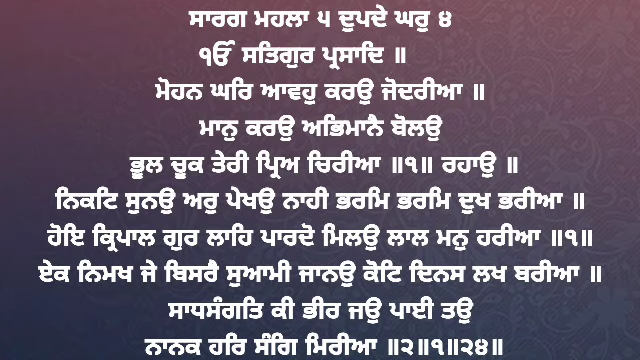 ਸਾਰਗ ਮਹਲਾ ੫ ਦੁਪਦੇ ਘਰੁ ੪
ੴ ਸਤਿਗੁਰ ਪ੍ਰਸਾਦਿ ॥
ਮੋਹਨ ਘਰਿ ਆਵਹੁ ਕਰਉ ਜੋਦਰੀਆ ॥
ਮਾਨੁ ਕਰਉ ਅਭਿਮਾਨੈ ਬੋਲਉ
ਭੂਲ ਚੂਕ ਤੇਰੀ ਪ੍ਰਿਅ ਚਿਰੀਆ ॥੧॥ ਰਹਾਉ ॥
ਨਿਕਟਿ ਸੁਨਉ ਅਰੁ ਪੇਖਉ ਨਾਹੀ ਭਰਮਿ ਭਰਮਿ ਦੁਖ ਭਰੀਆ ॥
ਹੋਇ ਕ੍ਰਿਪਾਲ ਗੁਰ ਲਾਹਿ ਪਾਰਦੋ ਮਿਲਉ ਲਾਲ ਮਨੁ ਹਰੀਆ ॥੧॥
ਏਕ ਨਿਮਖ ਜੇ ਬਿਸਰੈ ਸੁਆਮੀ ਜਾਨਉ ਕੋਟਿ ਦਿਨਸ ਲਖ ਬਰੀਆ ॥
ਸਾਧਸੰਗਤਿ ਕੀ ਭੀਰ ਜਉ ਪਾਈ ਤਉ
ਨਾਨਕ ਹਰਿ ਸੰਗਿ ਮਿਰੀਆ ॥੨॥੧॥੨੪॥